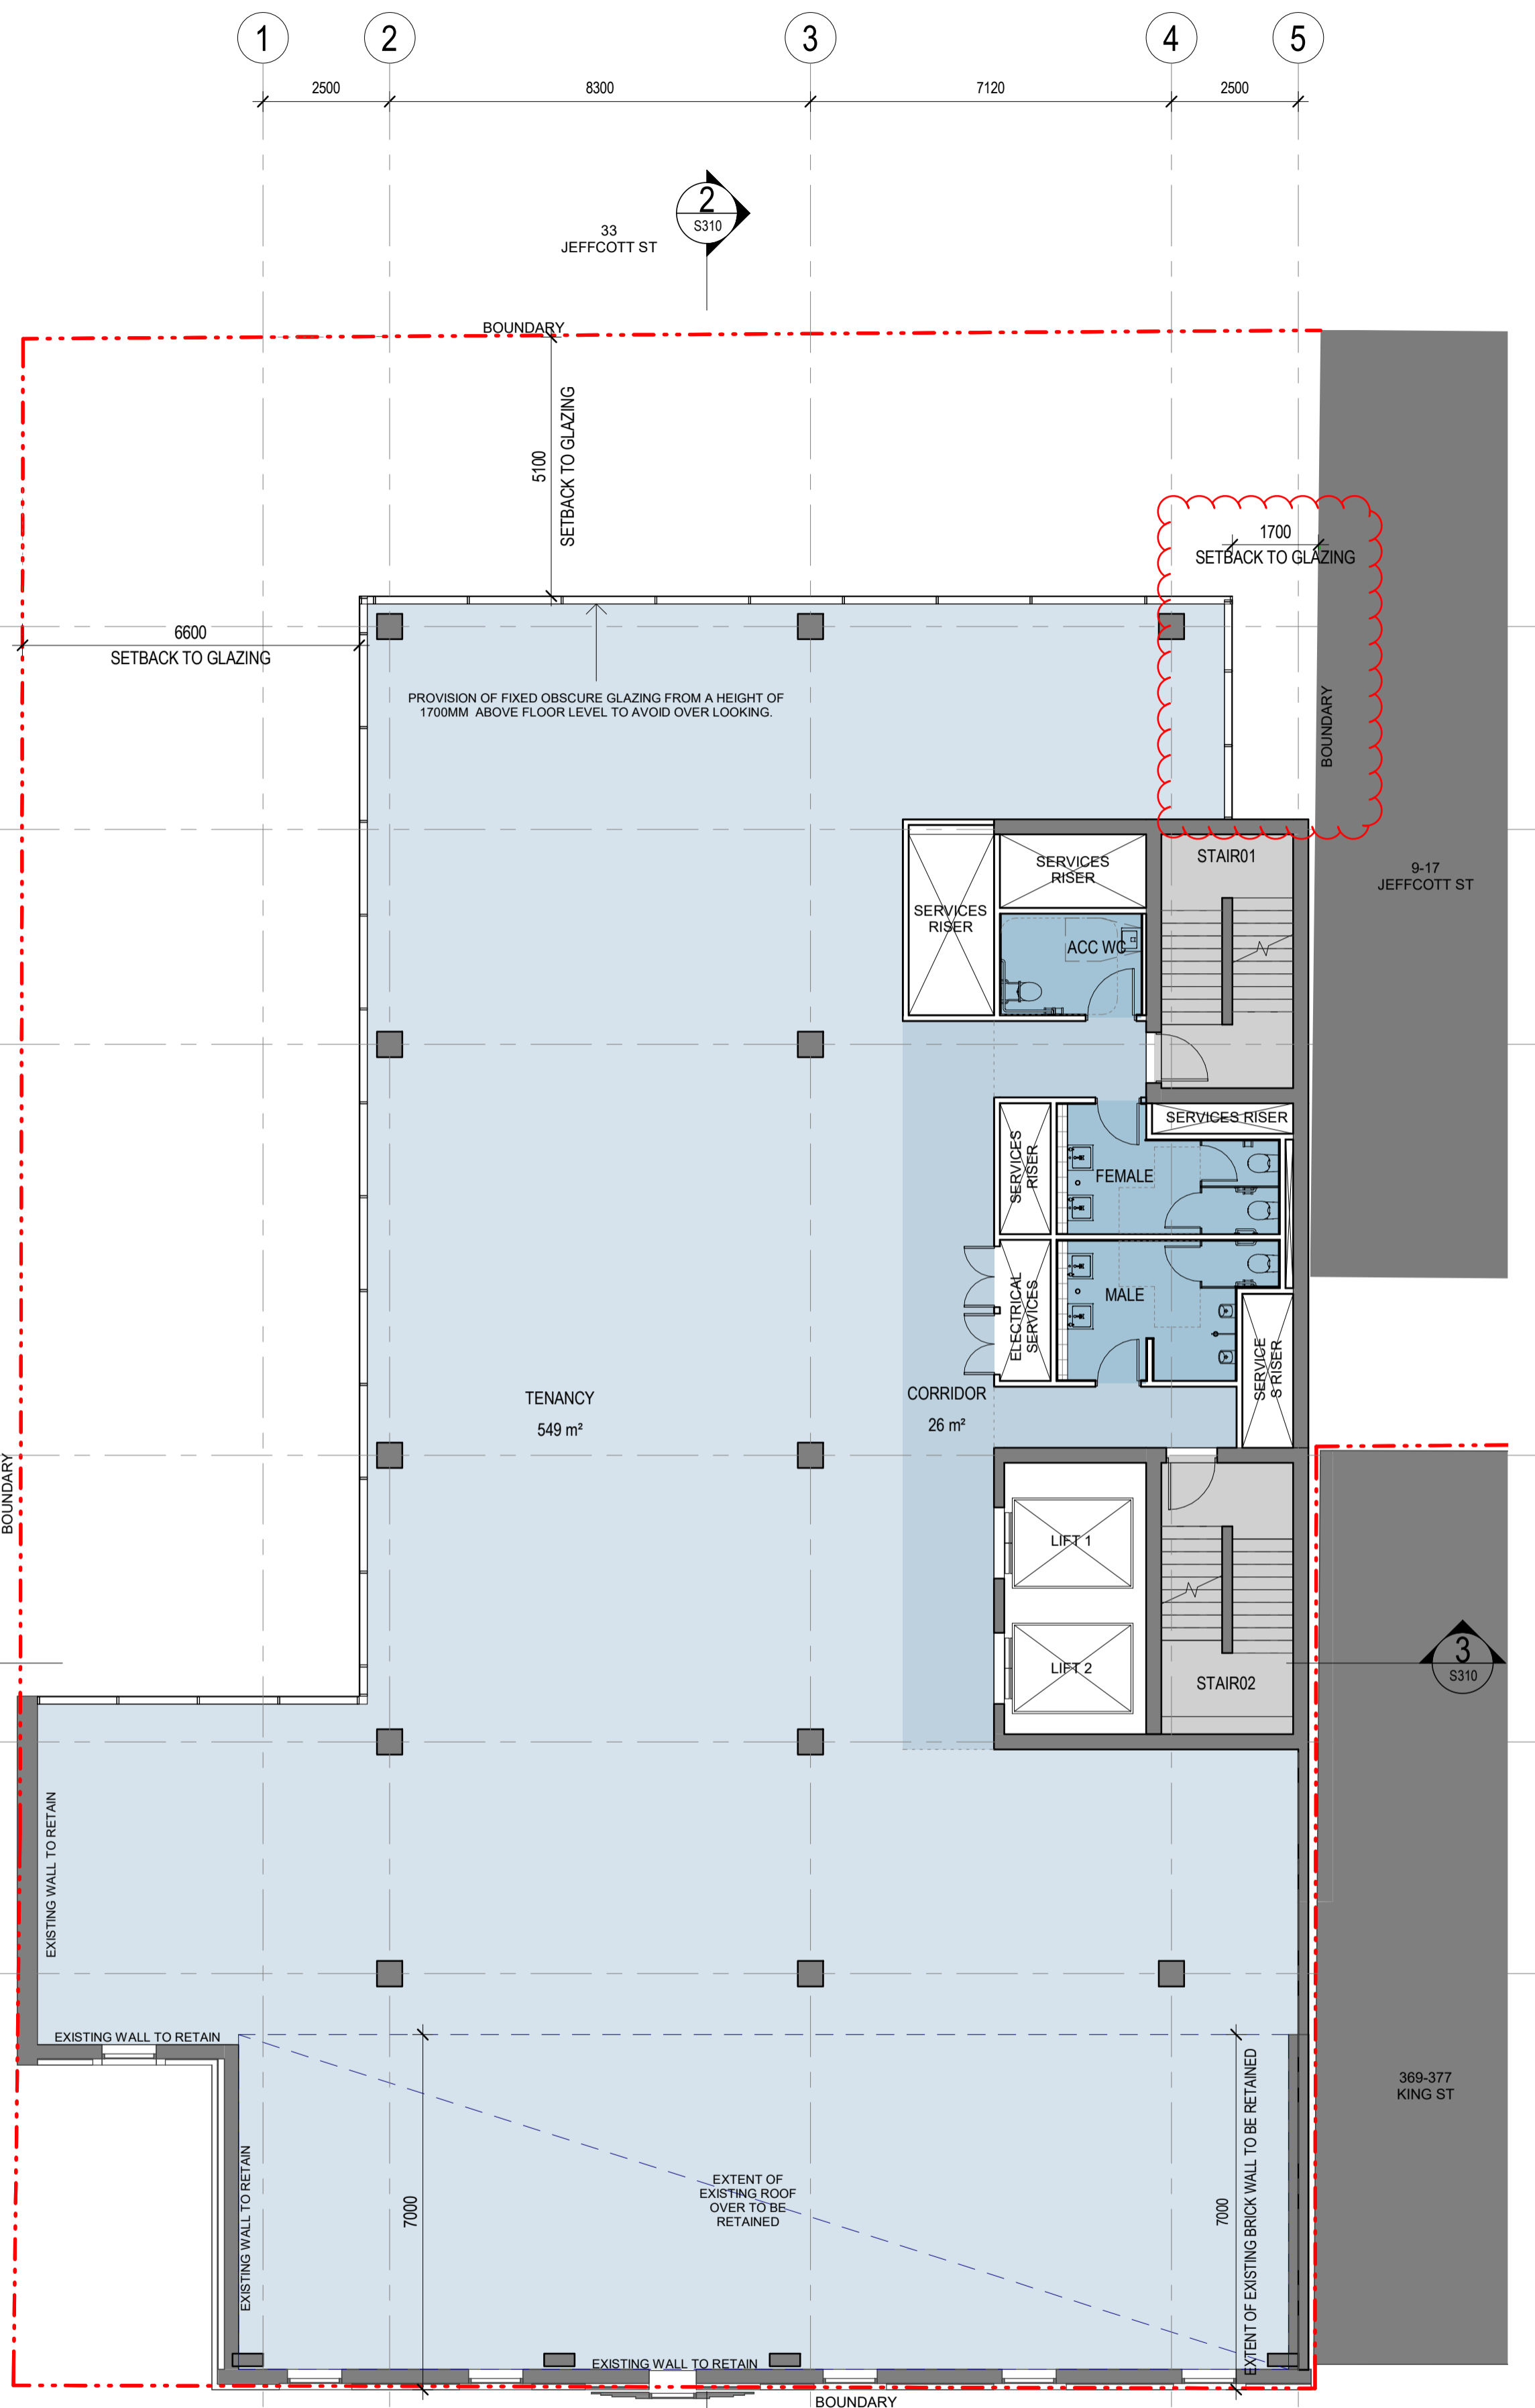 1
2
3
4
5
2500
8300
7120
2500
2
S310
33
JEFFCOTT ST
BOUNDARY
5100
SETBACK TO GLAZING
1700
SETBACK TO GLAZING
6600
SETBACK TO GLAZING
PROVISION OF FIXED OBSCURE GLAZING FROM A HEIGHT OF
1700MM ABOVE FLOOR LEVEL TO AVOID OVER LOOKING.
BOUNDARY
STAIR01
SERVICES
RISER
SERVICES
RISER
ACC WC
9-17
JEFFCOTT ST
SERVICES RISER
SERVICES
RISER
FEMALE
ELECTRICAL
SERVICES
MALE
SERVICE
S RISER
TENANCY
549 m²
CORRIDOR
26 m²
BOUNDARY
LIFT 1
LIFT 2
STAIR02
3
S310
EXISTING WALL TO RETAIN
EXISTING WALL TO RETAIN
EXISTING WALL TO RETAIN
7000
EXTENT OF
EXISTING ROOF
OVER TO BE
RETAINED
7000
EXTENT OF EXISTING BRICK WALL TO BE RETAINED
369-377
KING ST
EXISTING WALL TO RETAIN
BOUNDARY